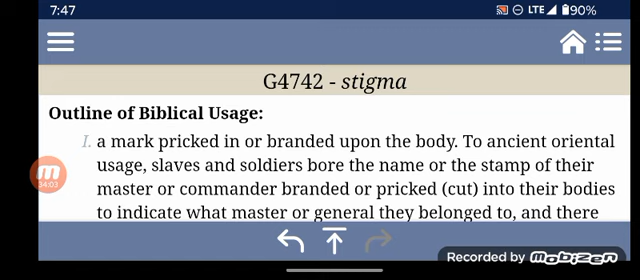 7:47 LTE 90%
G4742 - stigma
Outline of Biblical Usage:
I. a mark pricked in or branded upon the body. To ancient oriental
usage, slaves and soldiers bore the name or the stamp of their
master or commander branded or pricked (cut) into their bodies
to indicate what master or general they belonged to, and there
m
34:03
Recorded by Mobizen